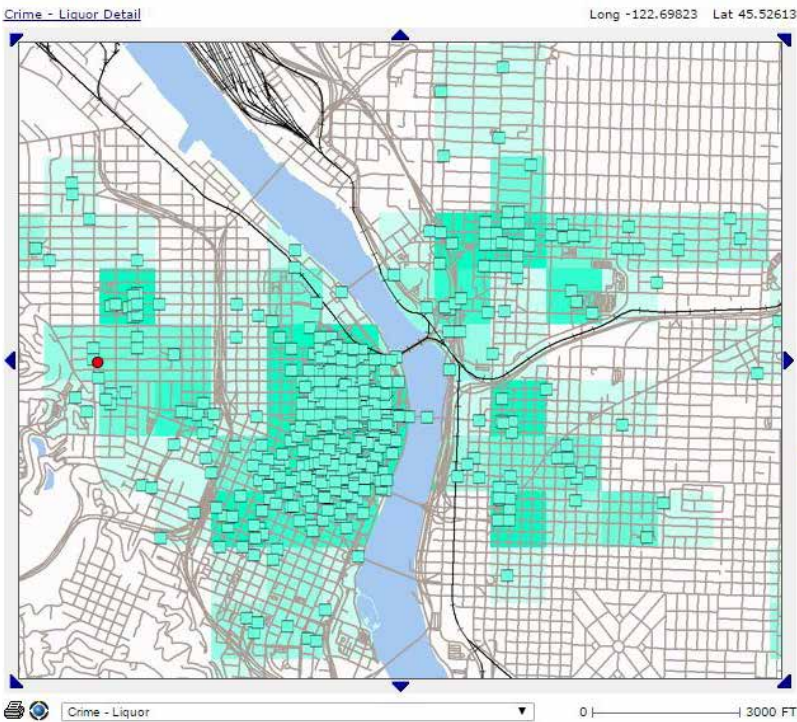 Crime - Liquor Detail
Long -122.69823 Lat 45.52613
Crime - Liquor
0 3000 FT